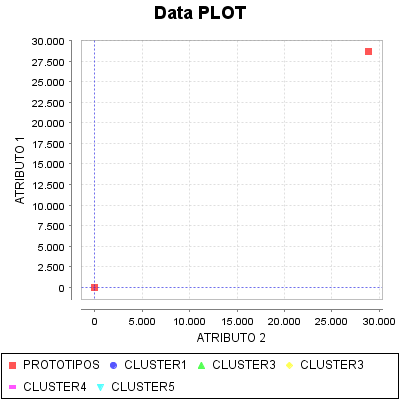 Data PLOT
ATRIBUTO 1
30.000
27.500
25.000
22.500
20.000
17.500
15.000
12.500
10.000
7.500
5.000
2.500
0
0 5.000 10.000 15.000 20.000 25.000 30.000
ATRIBUTO 2
PROTOTIPOS CLUSTER1 CLUSTER3 CLUSTER3
CLUSTER4 CLUSTER5